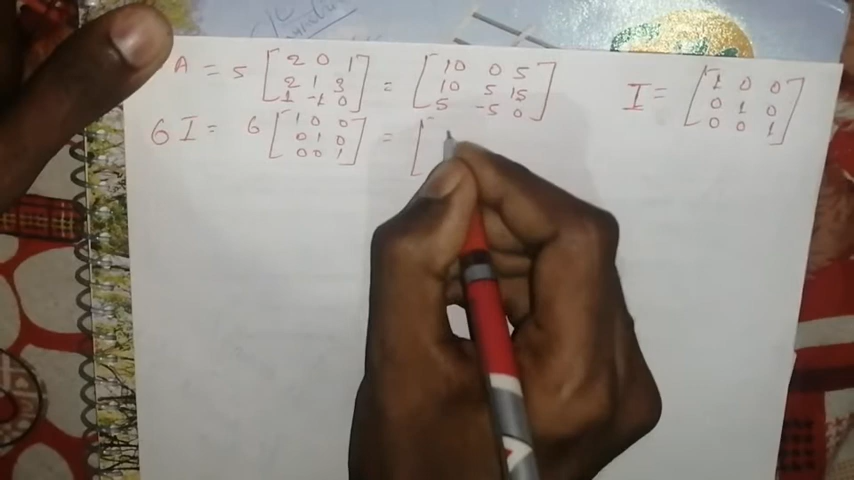 A = 5 [ 2 0 1 ] = [ 10 0 5 ] I = [ 1 0 0 ]
[ 2 1 3 ] [ 10 5 15 ] [ 0 1 0 ]
[ 1 -1 0 ] [ 5 -5 0 ] [ 0 0 1 ]
6 I = 6 [ 1 0 0 ] = [
[ 0 1 0 ]
[ 0 0 1 ]